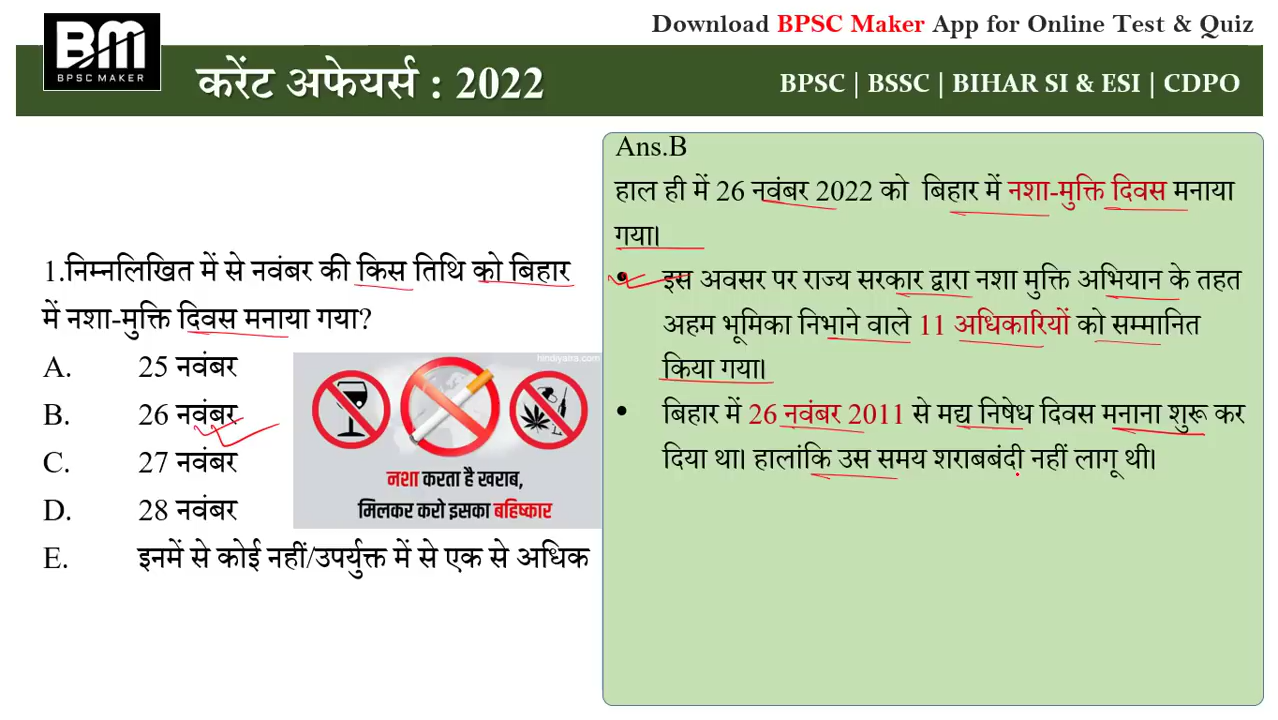 Download BPSC Maker App for Online Test & Quiz
BM
BPSC MAKER
करेंट अफेयर्स : 2022
BPSC | BSSC | BIHAR SI & ESI | CDPO
1.निम्नलिखित में से नवंबर की किस तिथि को बिहार
में नशा-मुक्ति दिवस मनाया गया?
A. 25 नवंबर
B. 26 नवंबर
C. 27 नवंबर
D. 28 नवंबर
E. इनमें से कोई नहीं/उपर्युक्त में से एक से अधिक
hindiyatra.com
नशा करता है खराब,
मिलकर करो इसका बहिष्कार
Ans.B
हाल ही में 26 नवंबर 2022 को बिहार में नशा-मुक्ति दिवस मनाया
गया।
• इस अवसर पर राज्य सरकार द्वारा नशा मुक्ति अभियान के तहत
अहम भूमिका निभाने वाले 11 अधिकारियों को सम्मानित
किया गया।
• बिहार में 26 नवंबर 2011 से मद्य निषेध दिवस मनाना शुरू कर
दिया था। हालांकि उस समय शराबबंदी नहीं लागू थी।